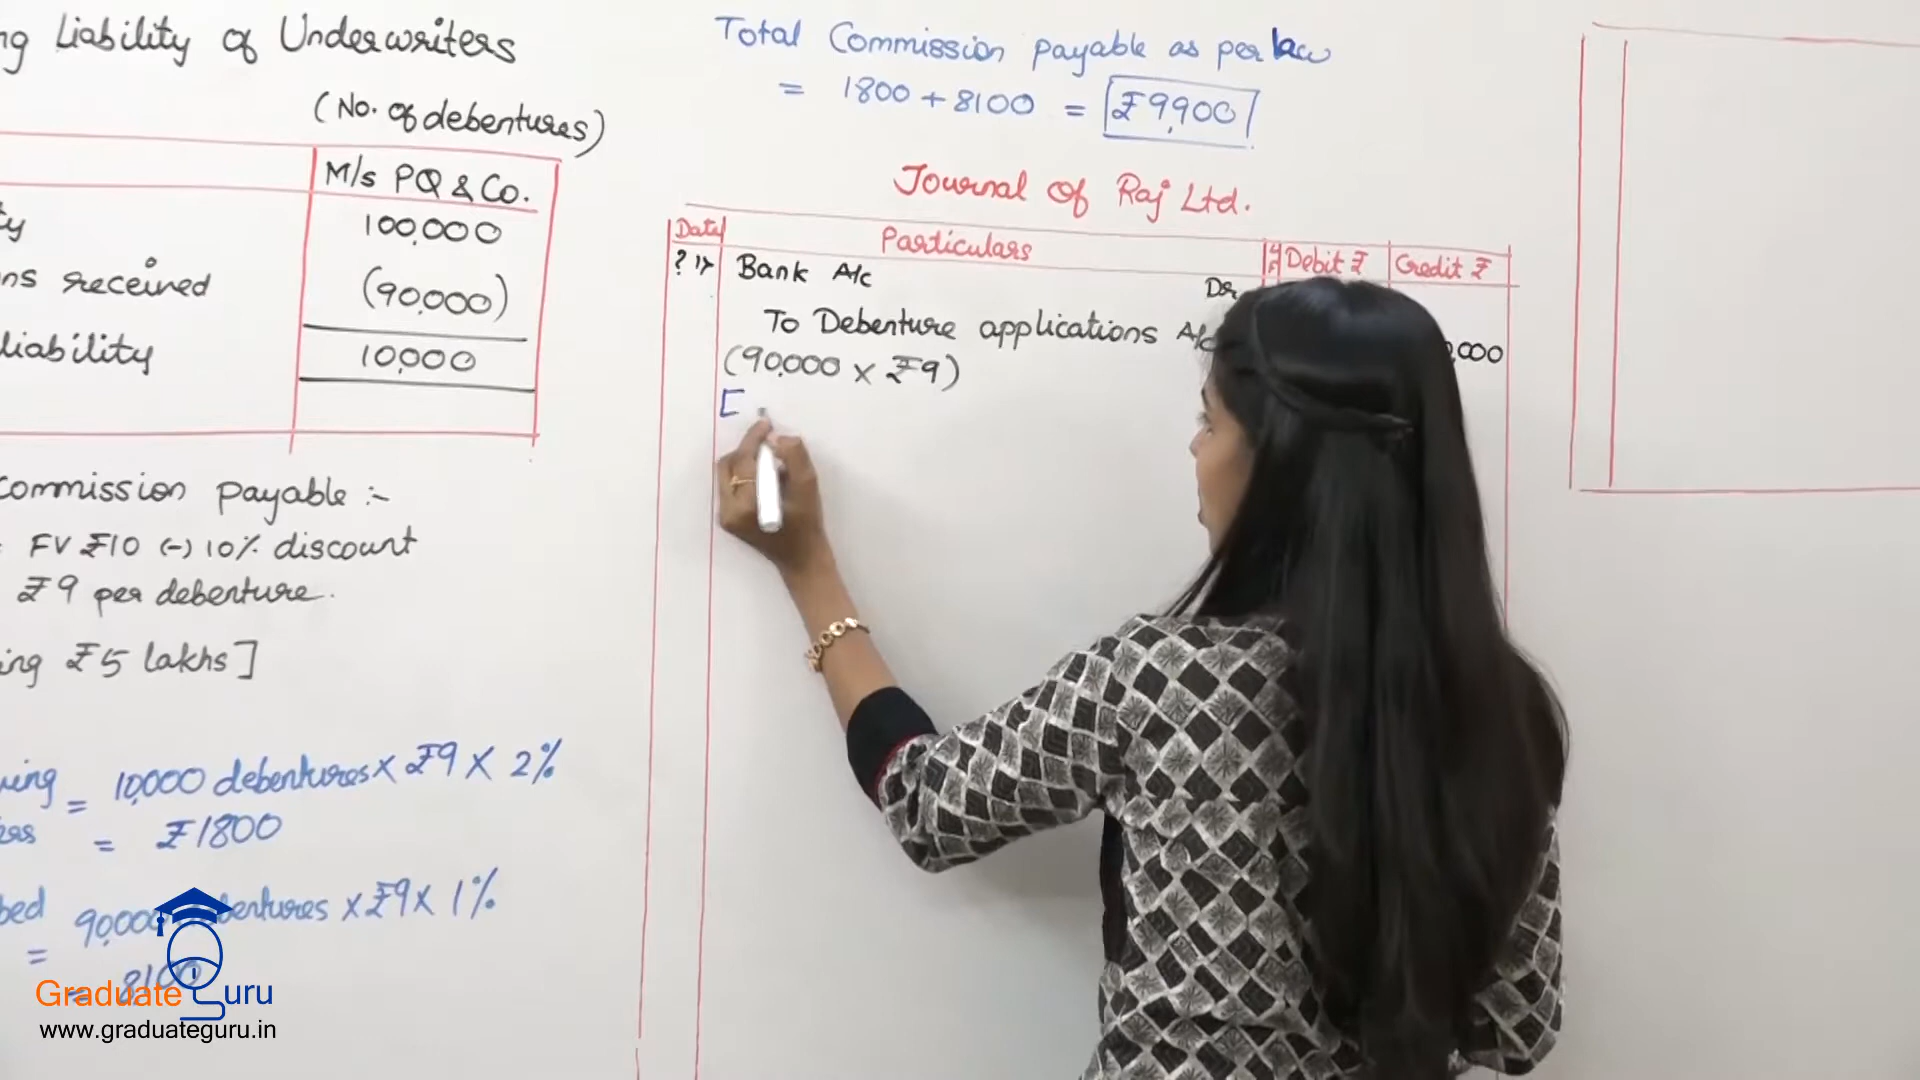 ng Liability of Underwriters
(No. of debentures)
M/s PQ & Co.
ty 100,000
ns received (90,000)
liability 10,000
commission payable :-
FV ₹10 (-) 10% discount
₹9 per debenture.
ing ₹5 lakhs]
= 10,000 debentures × ₹9 × 2%
= ₹1800
bed 90,000 debentures × ₹9 × 1%
= 8100
Total Commission payable as per law
= 1800 + 8100 = ₹9,900
Journal of Raj Ltd.
Date Particulars LF Debit ₹ Credit ₹
? 1> Bank A/c Dr
To Debenture applications A/c ,000
(90,000 × ₹9)
[
Graduate Guru
www.graduateguru.in